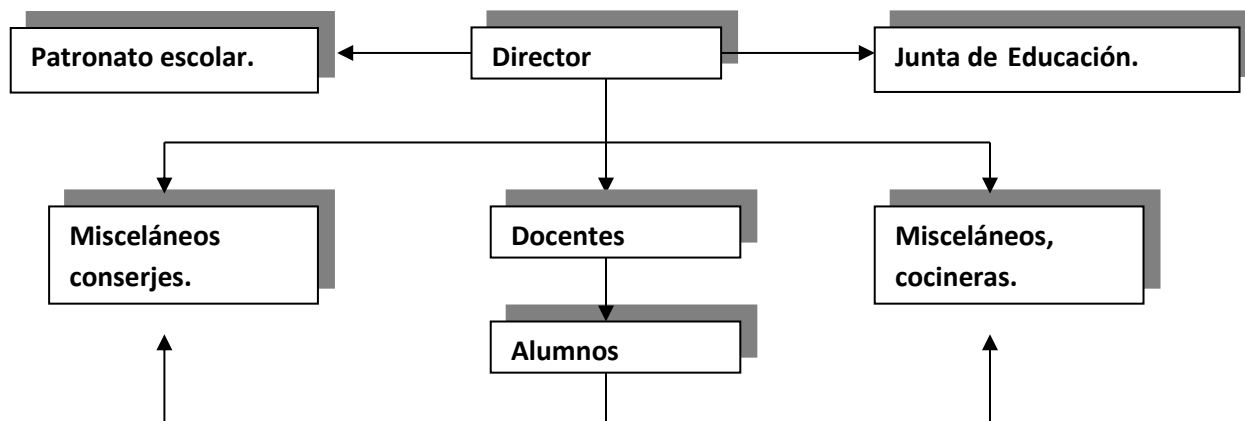 Patronato escolar.
Director
Junta de Educación.
Misceláneos
conserjes.
Docentes
Misceláneos,
cocineras.
Alumnos